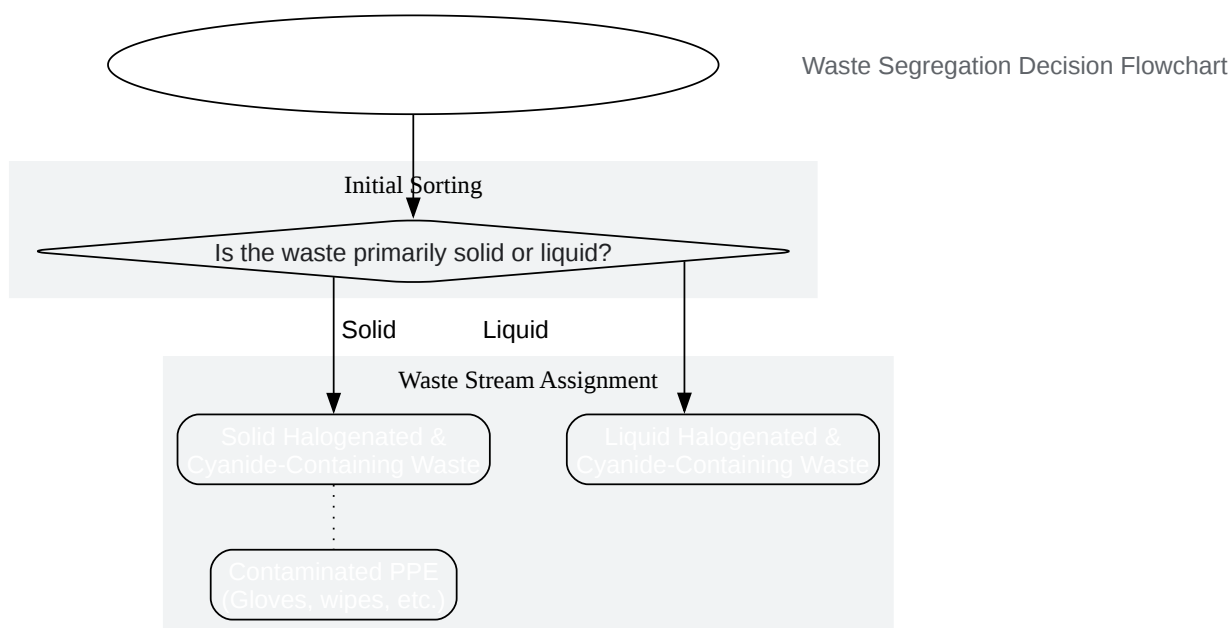 Waste Segregation Decision Flowchart
Initial Sorting
Is the waste primarily solid or liquid?
Solid
Liquid
Waste Stream Assignment
Solid Halogenated &
Cyanide-Containing Waste
Liquid Halogenated &
Cyanide-Containing Waste
Contaminated PPE
(Gloves, wipes, etc.)